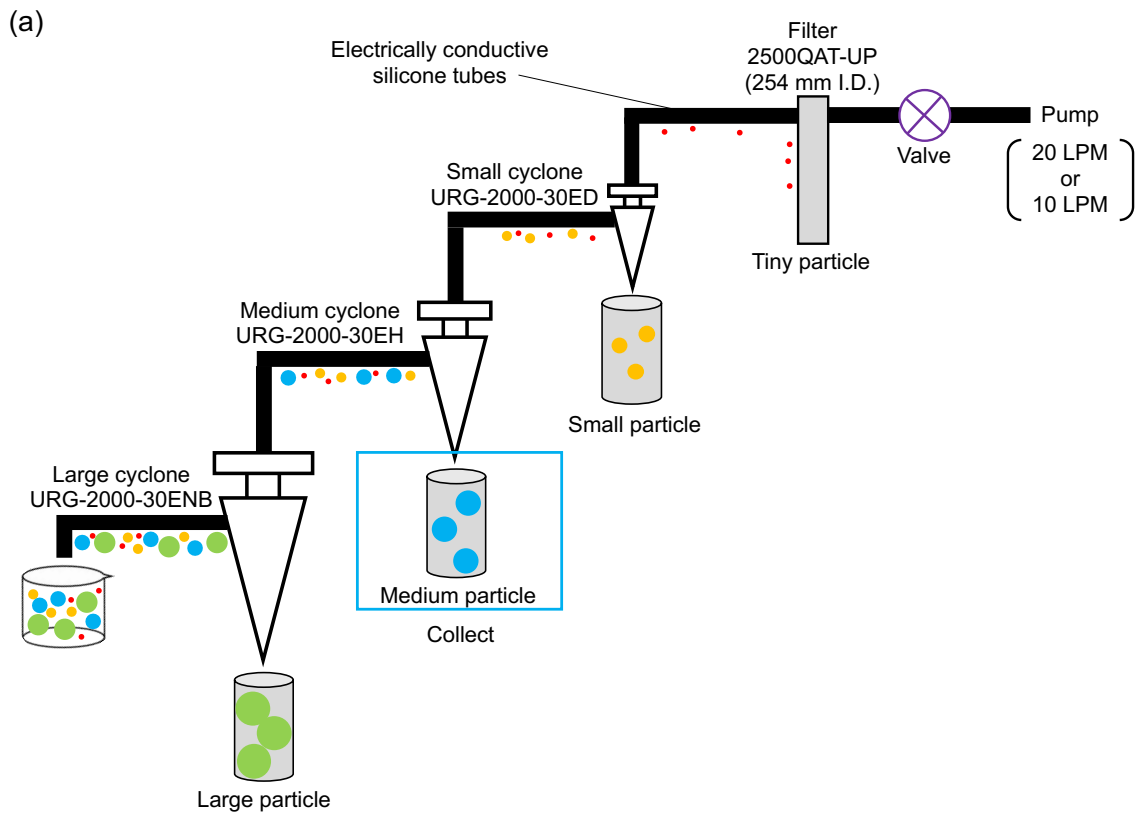 (a)
Electrically conductive
silicone tubes
Filter
2500QAT-UP
(254 mm I.D.)
Pump
20 LPM
or
10 LPM
Valve
Small cyclone
URG-2000-30ED
Tiny particle
Medium cyclone
URG-2000-30EH
Small particle
Large cyclone
URG-2000-30ENB
Medium particle
Collect
Large particle